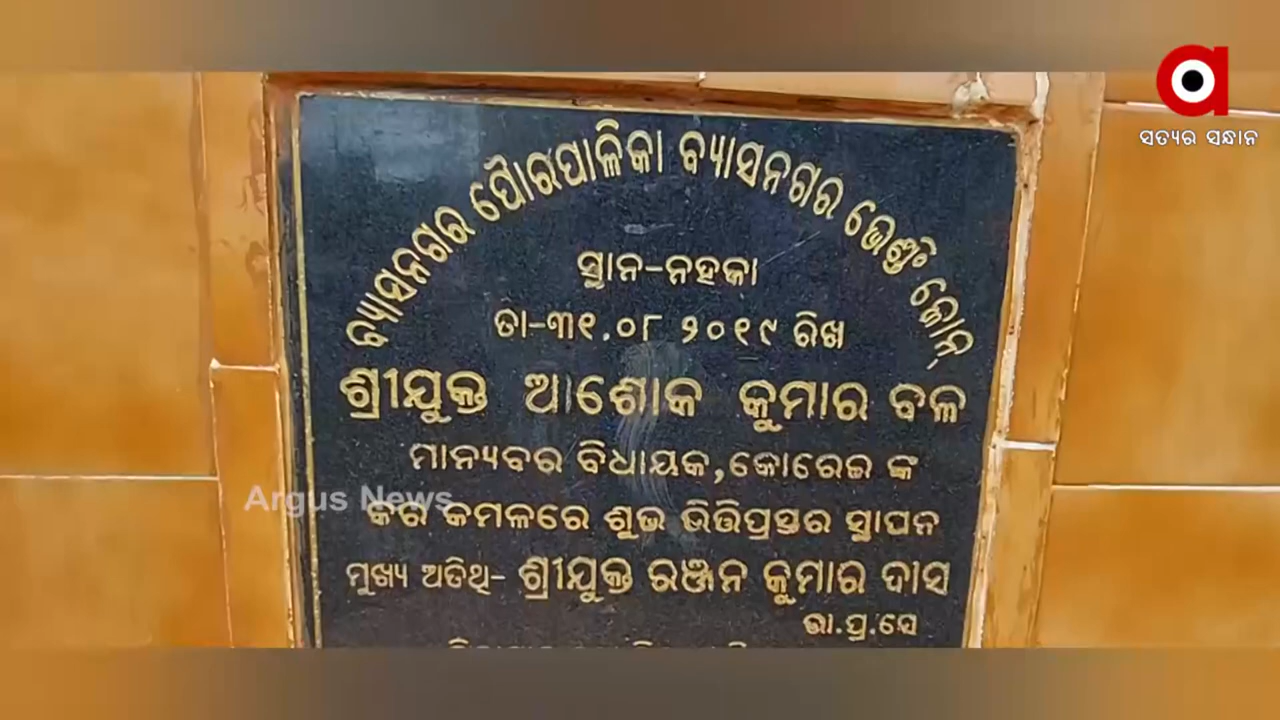 ସତ୍ୟର ସନ୍ଧାନ
ବ୍ୟାସନଗର ପୌରପାଳିକା ବ୍ୟାସନଗର ଭେଣ୍ଡିଂ ଜୋନ୍
ସ୍ଥାନ-ନହକା
ତା-୩୧.୦୮ ୨୦୧୯ ରିଖ
ଶ୍ରୀଯୁକ୍ତ ଆଶୋକ କୁମାର ବଳ
ମାନ୍ୟବର ବିଧାୟକ,କୋରେଇ ଙ୍କ
Argus News
କର କମଳରେ ଶୁଭ ଭିତ୍ତିପ୍ରସ୍ତର ସ୍ଥାପନ
ମୁଖ୍ୟ ଅତିଥି- ଶ୍ରୀଯୁକ୍ତ ରଞ୍ଜନ କୁମାର ଦାସ
ଭା.ପ୍ର.ସେ